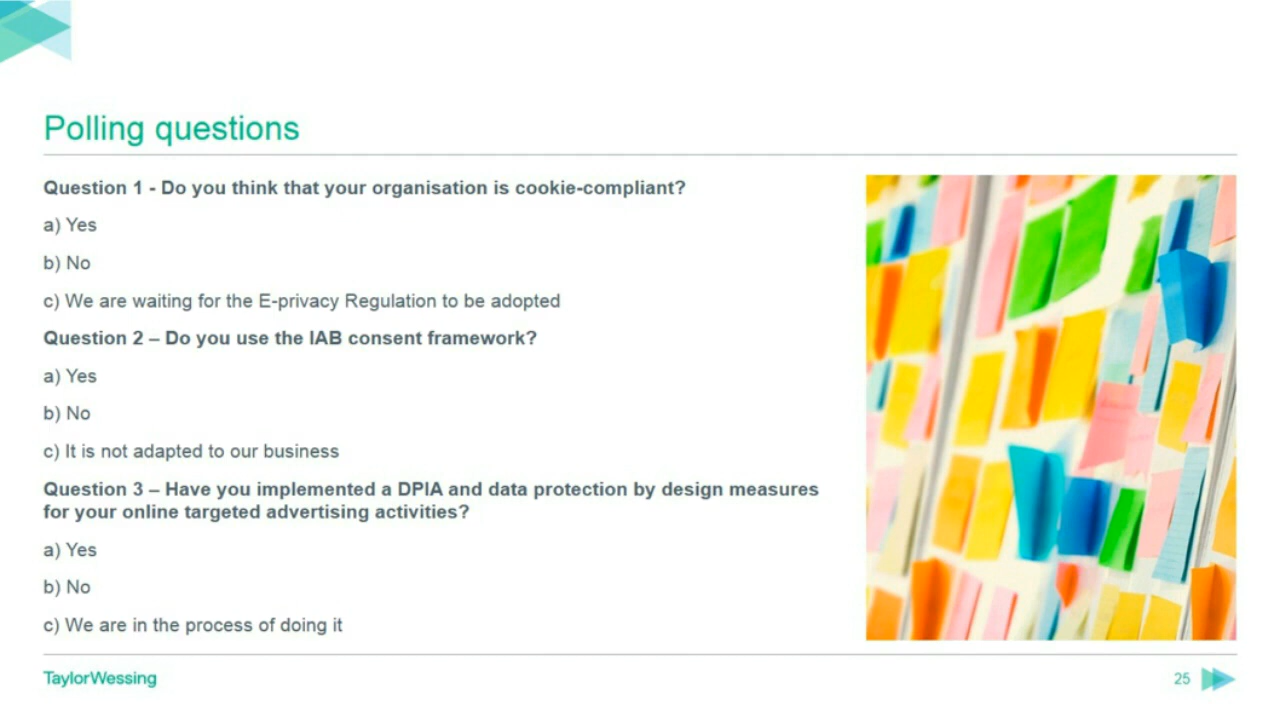 Polling questions
Question 1 - Do you think that your organisation is cookie-compliant?
a) Yes
b) No
c) We are waiting for the E-privacy Regulation to be adopted
Question 2 – Do you use the IAB consent framework?
a) Yes
b) No
c) It is not adapted to our business
Question 3 – Have you implemented a DPIA and data protection by design measures
for your online targeted advertising activities?
a) Yes
b) No
c) We are in the process of doing it
TaylorWessing
25